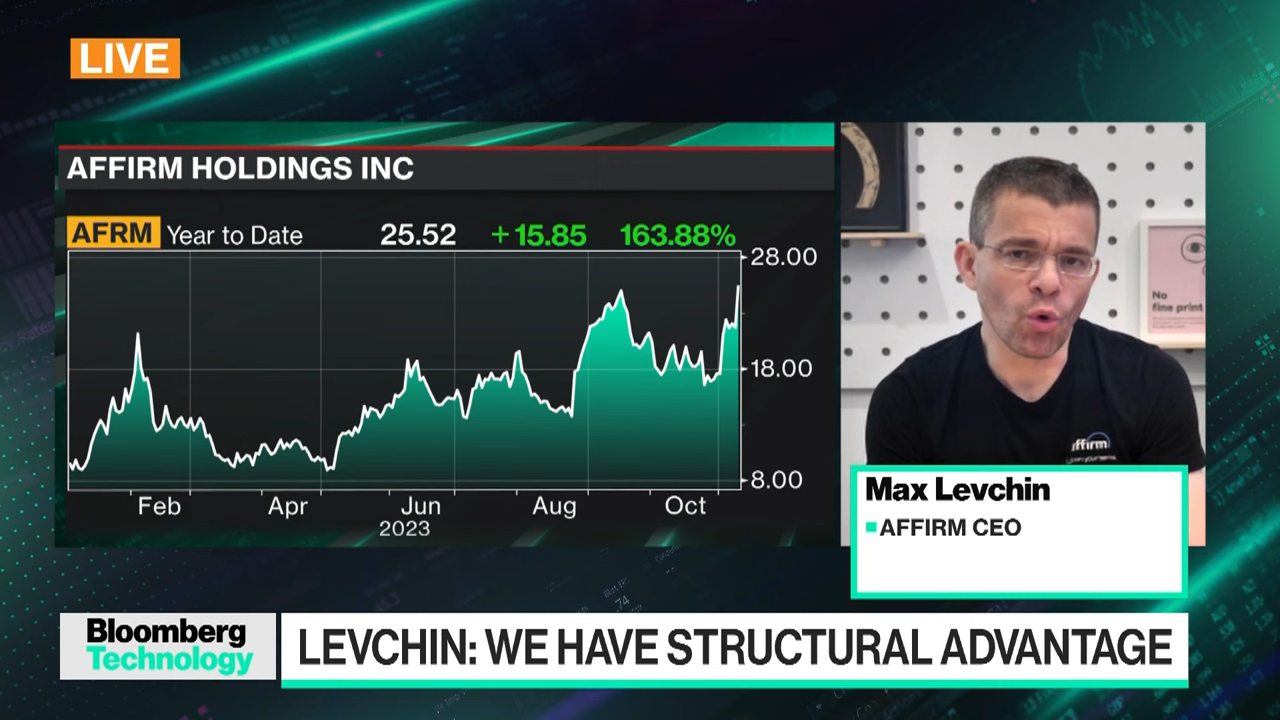 LIVE
AFFIRM HOLDINGS INC
AFRM Year to Date 25.52 +15.85 163.88%
28.00
18.00
8.00
Feb Apr Jun Aug Oct
2023
No
fine print
affirm
Max Levchin
AFFIRM CEO
Bloomberg
Technology
LEVCHIN: WE HAVE STRUCTURAL ADVANTAGE
74